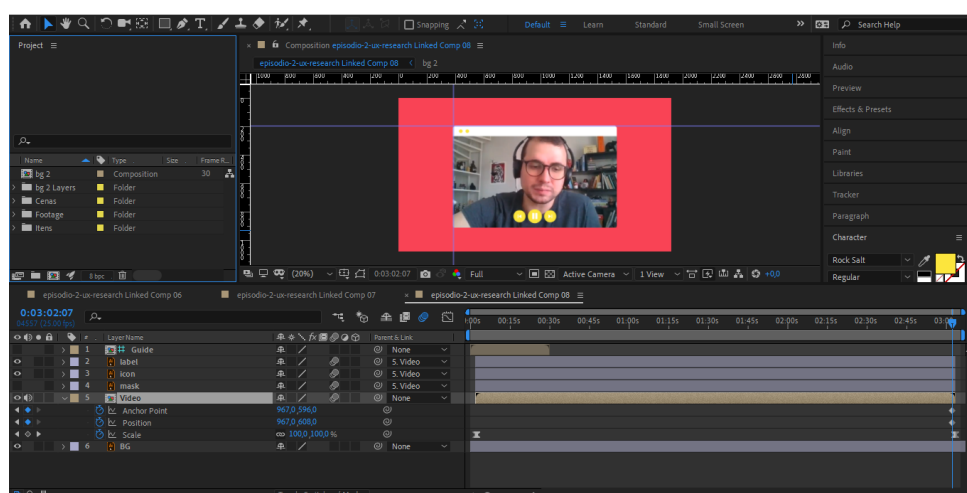 Snapping
Default
Learn
Standard
Small Screen
Search Help
Project
Composition episodio-2-ux-research Linked Comp 08
Info
episodio-2-ux-research Linked Comp 08
bg 2
Audio
Preview
Effects & Presets
Align
Paint
Libraries
Tracker
Paragraph
Character
Name
Type
Size
Frame R...
bg 2
Composition
30
bg 2 Layers
Folder
Cenas
Folder
Footage
Folder
Itens
Folder
8 bpc
(20%)
0:03:02:07
Full
Active Camera
1 View
+0,0
Rock Salt
Regular
episodio-2-ux-research Linked Comp 06
episodio-2-ux-research Linked Comp 07
episodio-2-ux-research Linked Comp 08
0:03:02:07
04557 (25.00 fps)
00:15s
00:30s
00:45s
01:00s
01:15s
01:30s
01:45s
02:00s
02:15s
02:30s
02:45s
#
Layer Name
Parent & Link
1
Guide
None
2
label
5. Video
3
icon
5. Video
4
mask
5. Video
5
Video
None
Anchor Point
967,0,596,0
Position
967,0,608,0
Scale
100,0,100,0 %
6
BG
None